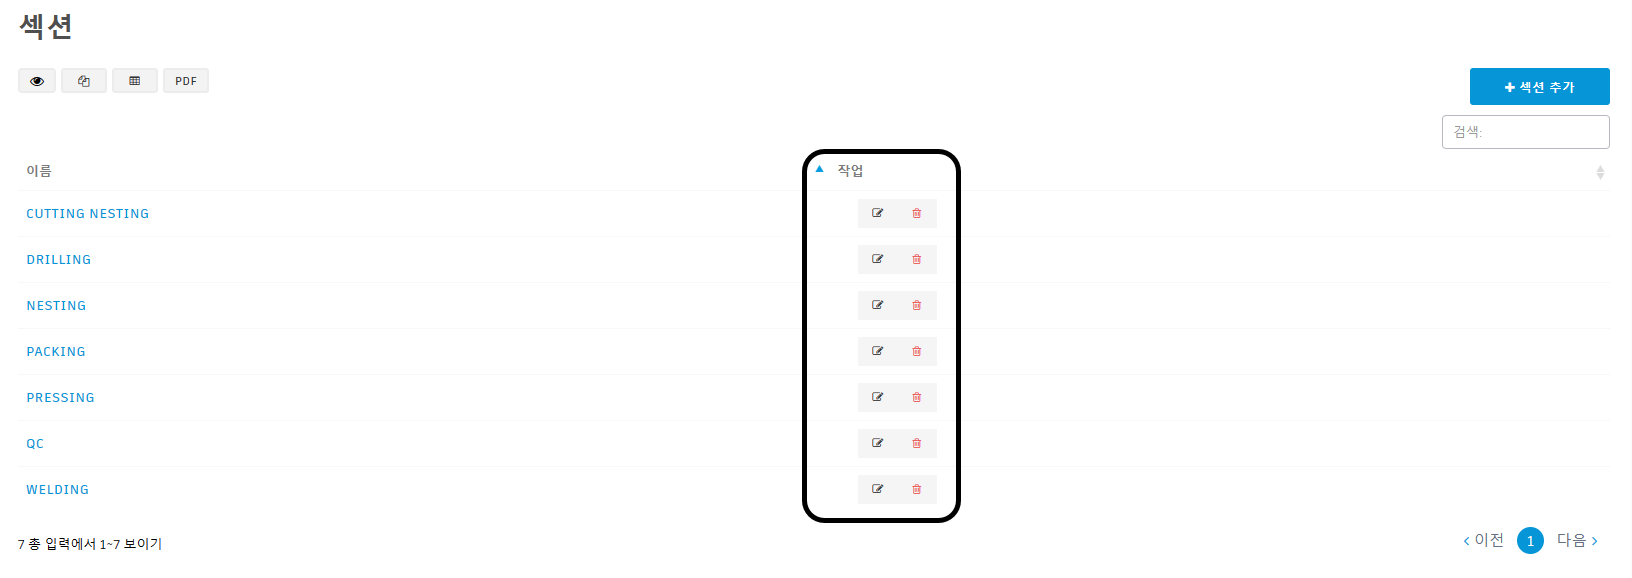 섹션
PDF
섹션 추가
검색:
이름 작업
CUTTING NESTING
DRILLING
NESTING
PACKING
PRESSING
QC
WELDING
7 총 입력에서 1~7 보이기
이전 1 다음